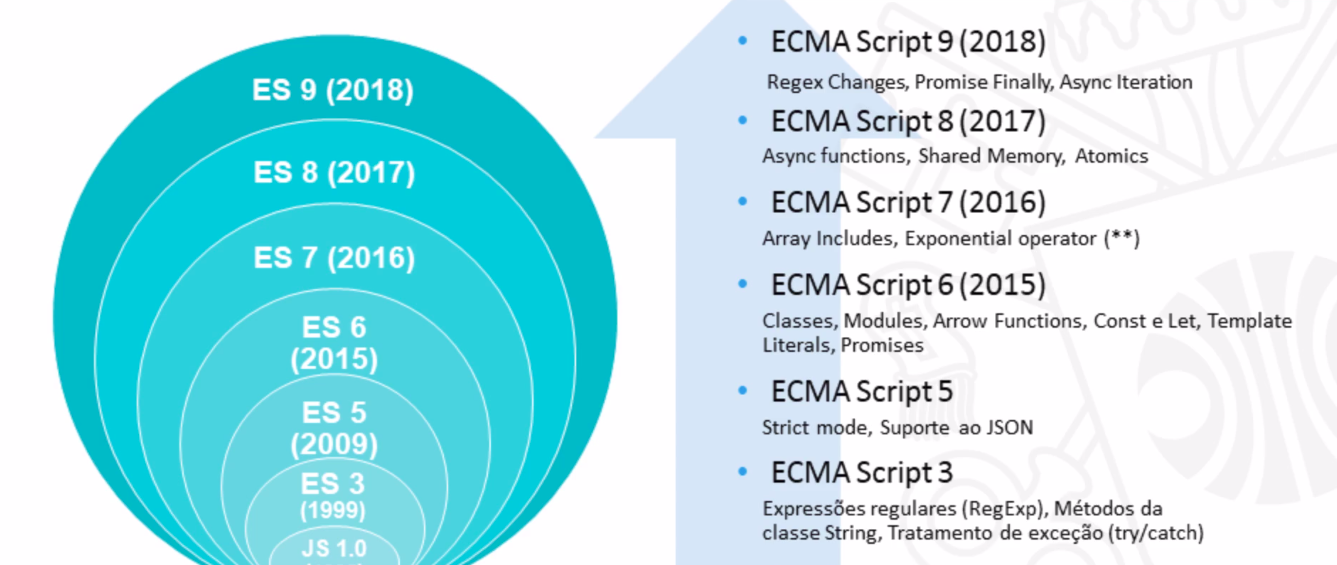 ES 9 (2018)
ES 8 (2017)
ES 7 (2016)
ES 6
(2015)
ES 5
(2009)
ES 3
(1999)
JS 1.0
• ECMA Script 9 (2018)
Regex Changes, Promise Finally, Async Iteration
• ECMA Script 8 (2017)
Async functions, Shared Memory, Atomics
• ECMA Script 7 (2016)
Array Includes, Exponential operator (**)
• ECMA Script 6 (2015)
Classes, Modules, Arrow Functions, Const e Let, Template
Literals, Promises
• ECMA Script 5
Strict mode, Suporte ao JSON
• ECMA Script 3
Expressões regulares (RegExp), Métodos da
classe String, Tratamento de exceção (try/catch)